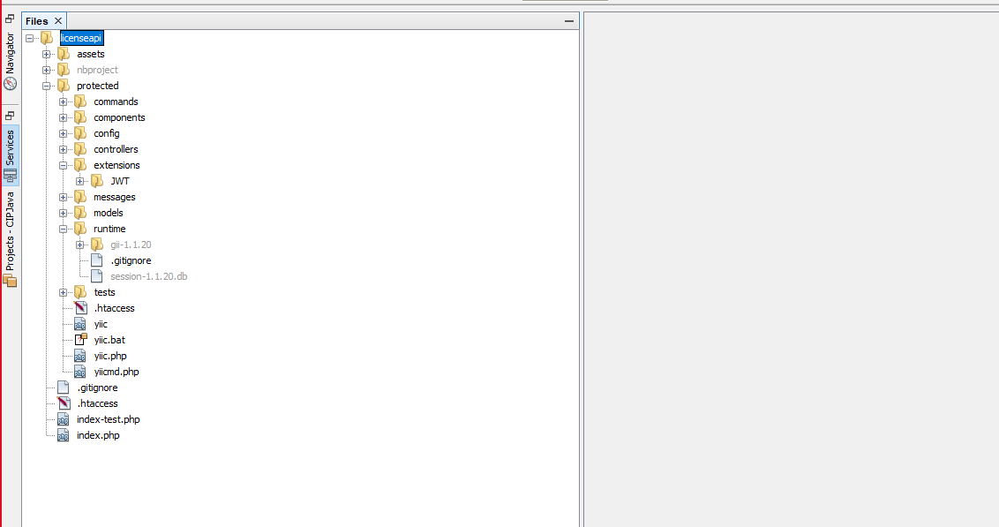 Files
Navigator
Services
Projects - CIPJava
licenseapi
assets
nbproject
protected
commands
components
config
controllers
extensions
JWT
messages
models
runtime
gii-1.1.20
.gitignore
session-1.1.20.db
tests
.htaccess
yiic
yiic.bat
yiic.php
yiicmd.php
.gitignore
.htaccess
index-test.php
index.php